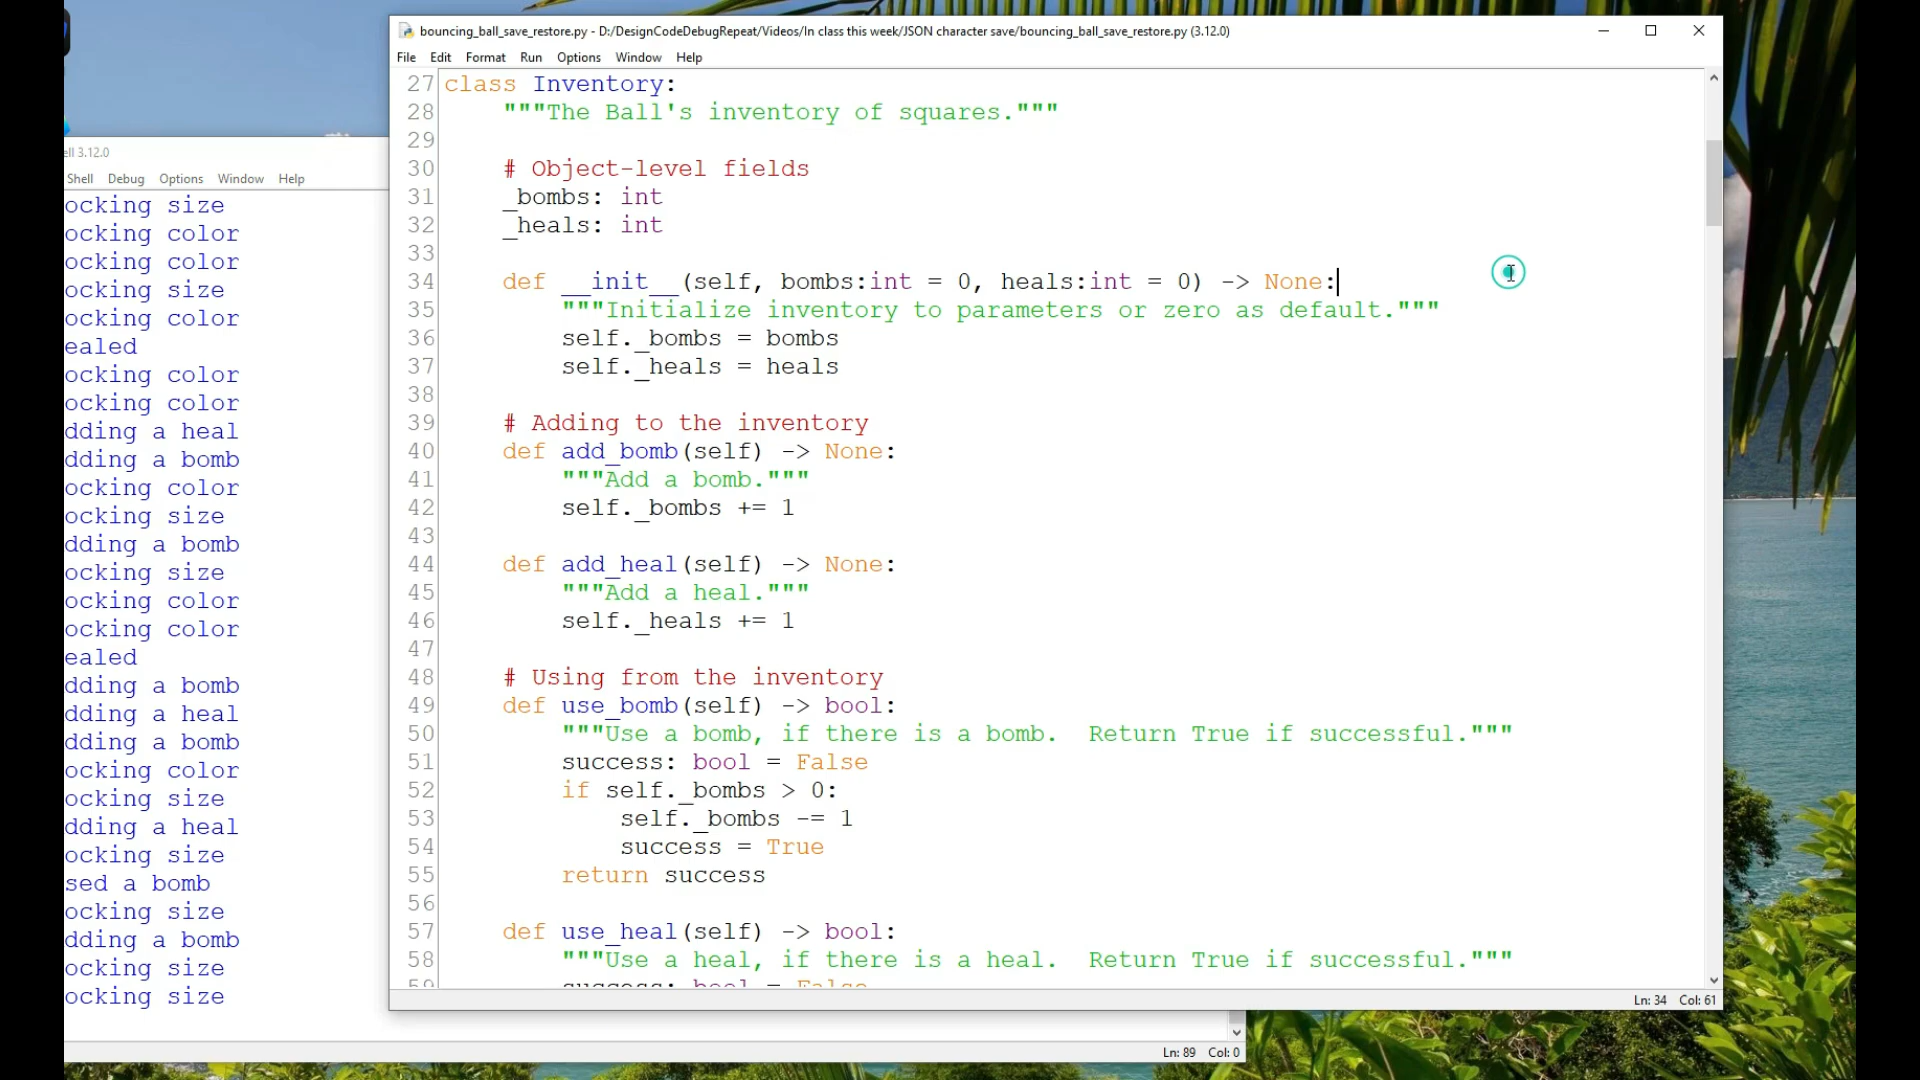 bouncing_ball_save_restore.py - D:/DesignCodeDebugRepeat/Videos/In class this week/JSON character save/bouncing_ball_save_restore.py (3.12.0)
File Edit Format Run Options Window Help
27 class Inventory:
28 """The Ball's inventory of squares."""
29
30 # Object-level fields
31 _bombs: int
32 _heals: int
33
34 def __init__(self, bombs:int = 0, heals:int = 0) -> None:
35 """Initialize inventory to parameters or zero as default."""
36 self._bombs = bombs
37 self._heals = heals
38
39 # Adding to the inventory
40 def add_bomb(self) -> None:
41 """Add a bomb."""
42 self._bombs += 1
43
44 def add_heal(self) -> None:
45 """Add a heal."""
46 self._heals += 1
47
48 # Using from the inventory
49 def use_bomb(self) -> bool:
50 """Use a bomb, if there is a bomb.  Return True if successful."""
51 success: bool = False
52 if self._bombs > 0:
53 self._bombs -= 1
54 success = True
55 return success
56
57 def use_heal(self) -> bool:
58 """Use a heal, if there is a heal.  Return True if successful."""
59 success: bool = False
Ln: 34 Col: 61
ell 3.12.0
Shell Debug Options Window Help
ocking size
ocking color
ocking color
ocking size
ocking color
ealed
ocking color
ocking color
dding a heal
dding a bomb
ocking color
ocking size
dding a bomb
ocking size
ocking color
ocking color
ealed
dding a bomb
dding a heal
dding a bomb
ocking color
ocking size
dding a heal
ocking size
sed a bomb
ocking size
dding a bomb
ocking size
ocking size
Ln: 89 Col: 0